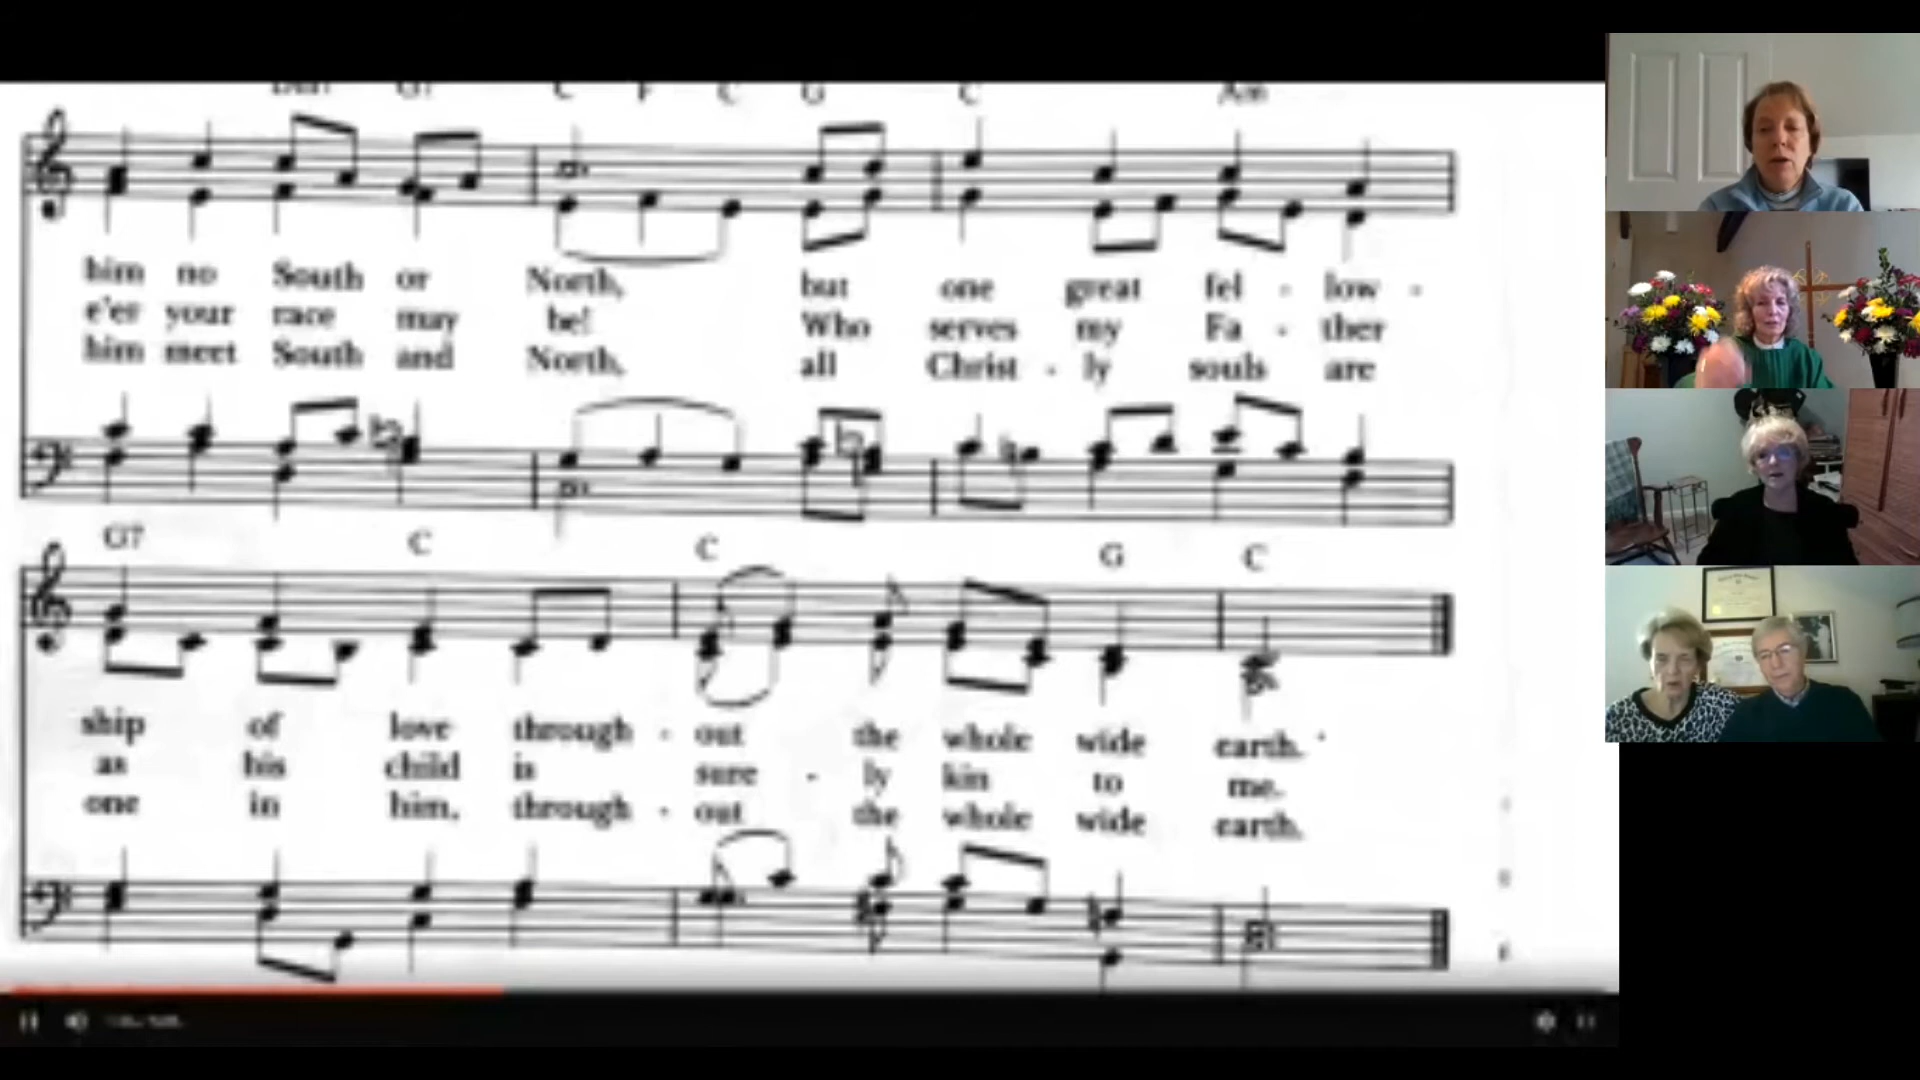 C F C G C Am
him no South or North, but one great fel - low -
e'er your race may be! Who serves my Fa - ther
him meet South and North, all Christ - ly souls are
G7 C C G C
ship of love through - out the whole wide earth.
as his child is sure - ly kin to me.
one in him, through - out the whole wide earth.